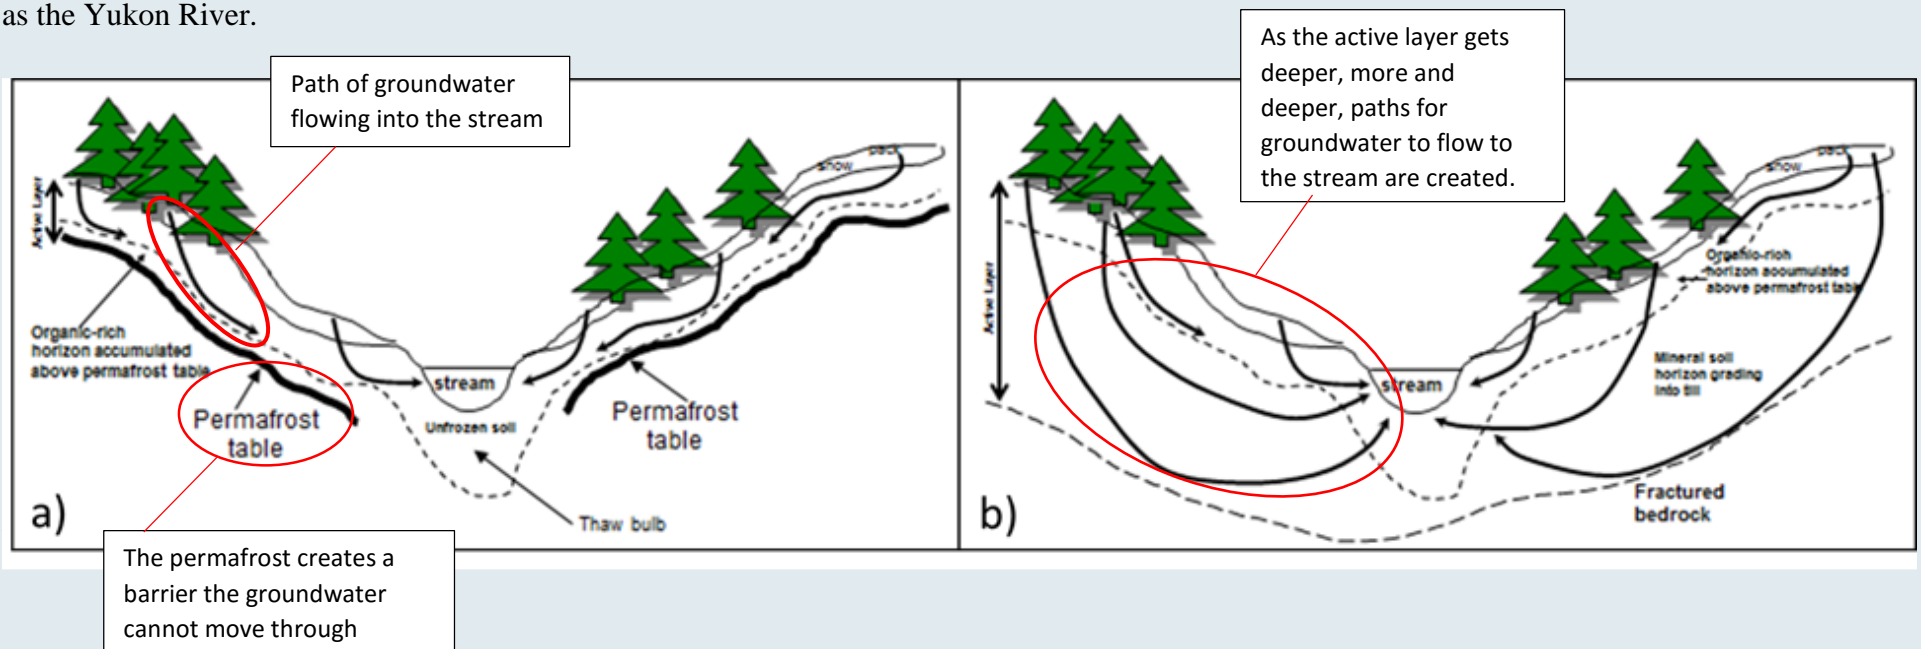 as the Yukon River.
Path of groundwater
flowing into the stream
Active Layer
Organic-rich
horizon accumulated
above permafrost table
Permafrost
table
stream
Unfrozen soil
Thaw bulb
Permafrost
table
snow pack
a)
The permafrost creates a
barrier the groundwater
cannot move through
As the active layer gets
deeper, more and
deeper, paths for
groundwater to flow to
the stream are created.
Active Layer
stream
snow pack
Organic-rich
horizon accumulated
above permafrost table
Mineral soil
horizon grading
into till
Fractured
bedrock
b)